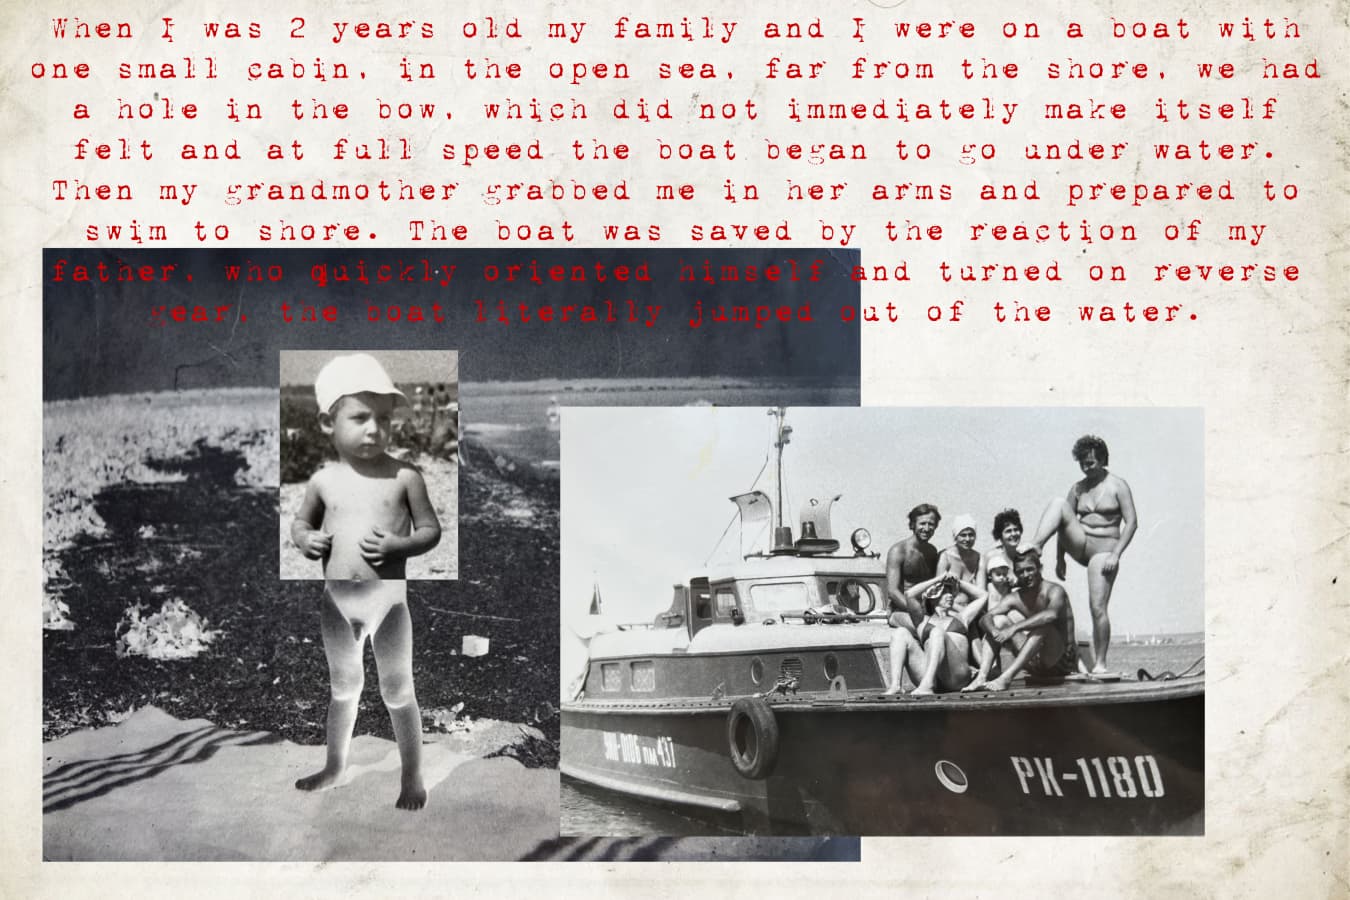 When I was 2 years old my family and I were on a boat with
one small cabin, in the open sea, far from the shore, we had
a hole in the bow, which did not immediately make itself
felt and at full speed the boat began to go under water.
Then my grandmother grabbed me in her arms and prepared to
swim to shore. The boat was saved by the reaction of my
father, who quickly oriented himself and turned on reverse
gear, the boat literally jumped out of the water.
РК-1180